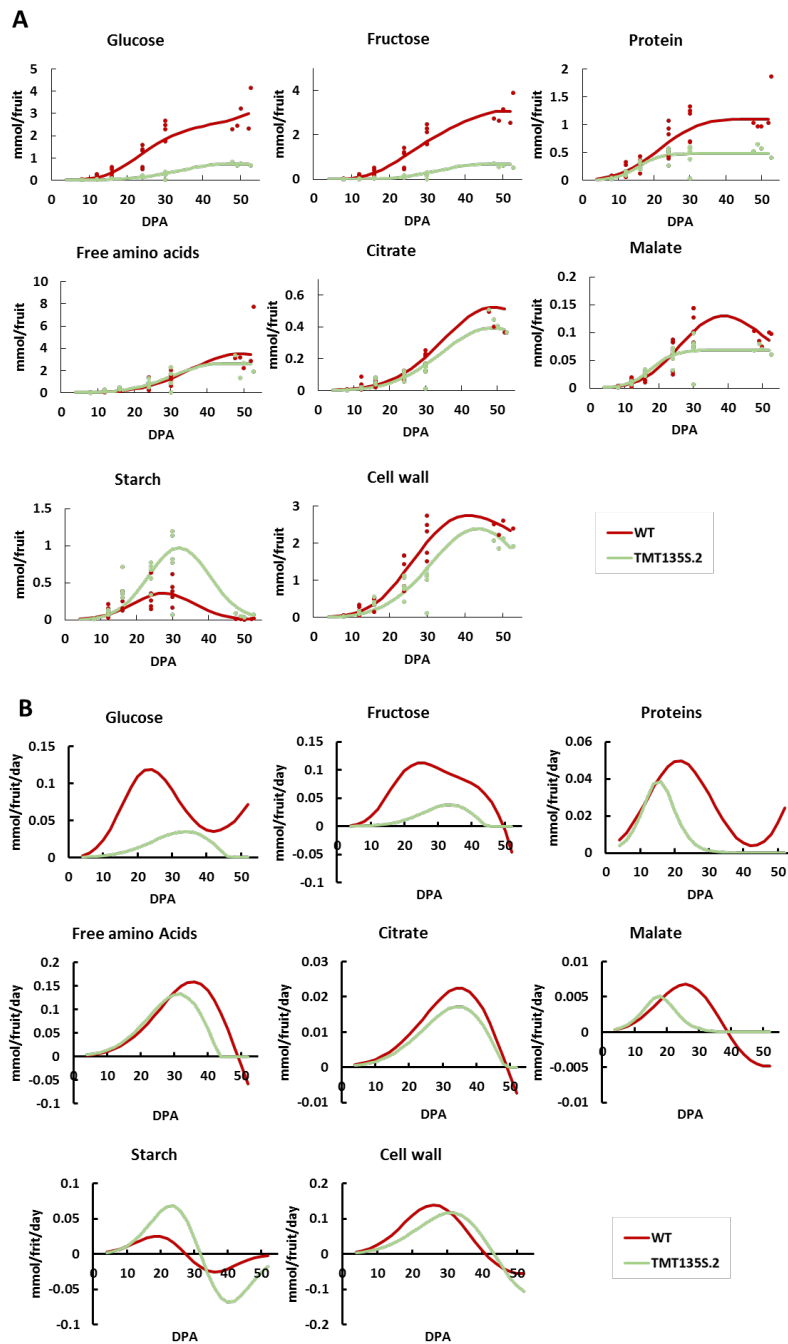 A
Glucose
mmol/fruit
5
4
3
2
1
0
0 10 20 30 40 50
DPA
Fructose
mmol/fruit
4
2
0
0 10 20 30 40 50
DPA
Protein
mmol/fruit
2
1.5
1
0.5
0
0 10 20 30 40 50
DPA
Free amino acids
mmol/fruit
10
8
6
4
2
0
0 10 20 30 40 50
DPA
Citrate
mmol/fruit
0.6
0.4
0.2
0
0 10 20 30 40 50
DPA
Malate
mmol/fruit
0.2
0.15
0.1
0.05
0
0 10 20 30 40 50
DPA
Starch
mmol/fruit
1.5
1
0.5
0
0 10 20 30 40 50
DPA
Cell wall
mmol/fruit
3
2
1
0
0 10 20 30 40 50
DPA
WT
TMT135S.2
B
Glucose
mmol/fruit/day
0.15
0.1
0.05
0
0 10 20 30 40 50
DPA
Fructose
mmol/fruit/day
0.15
0.1
0.05
0
-0.05
-0.1
0 10 20 30 40 50
DPA
Proteins
mmol/fruit/day
0.06
0.04
0.02
0
0 10 20 30 40 50
DPA
Free amino Acids
mmol/fruit/day
0.2
0.15
0.1
0.05
0
-0.05
-0.1
0 10 20 30 40 50
DPA
Citrate
mmol/fruit/day
0.03
0.02
0.01
0
-0.01
0 10 20 30 40 50
DPA
Malate
mmol/fruit/day
0.01
0.005
0
-0.005
-0.01
0 10 20 30 40 50
DPA
Starch
mmol/frit/day
0.1
0.05
0
-0.05
-0.1
0 10 20 30 40 50
DPA
Cell wall
mmol/fruit/day
0.2
0.1
0
-0.1
-0.2
0 10 20 30 40 50
DPA
WT
TMT135S.2